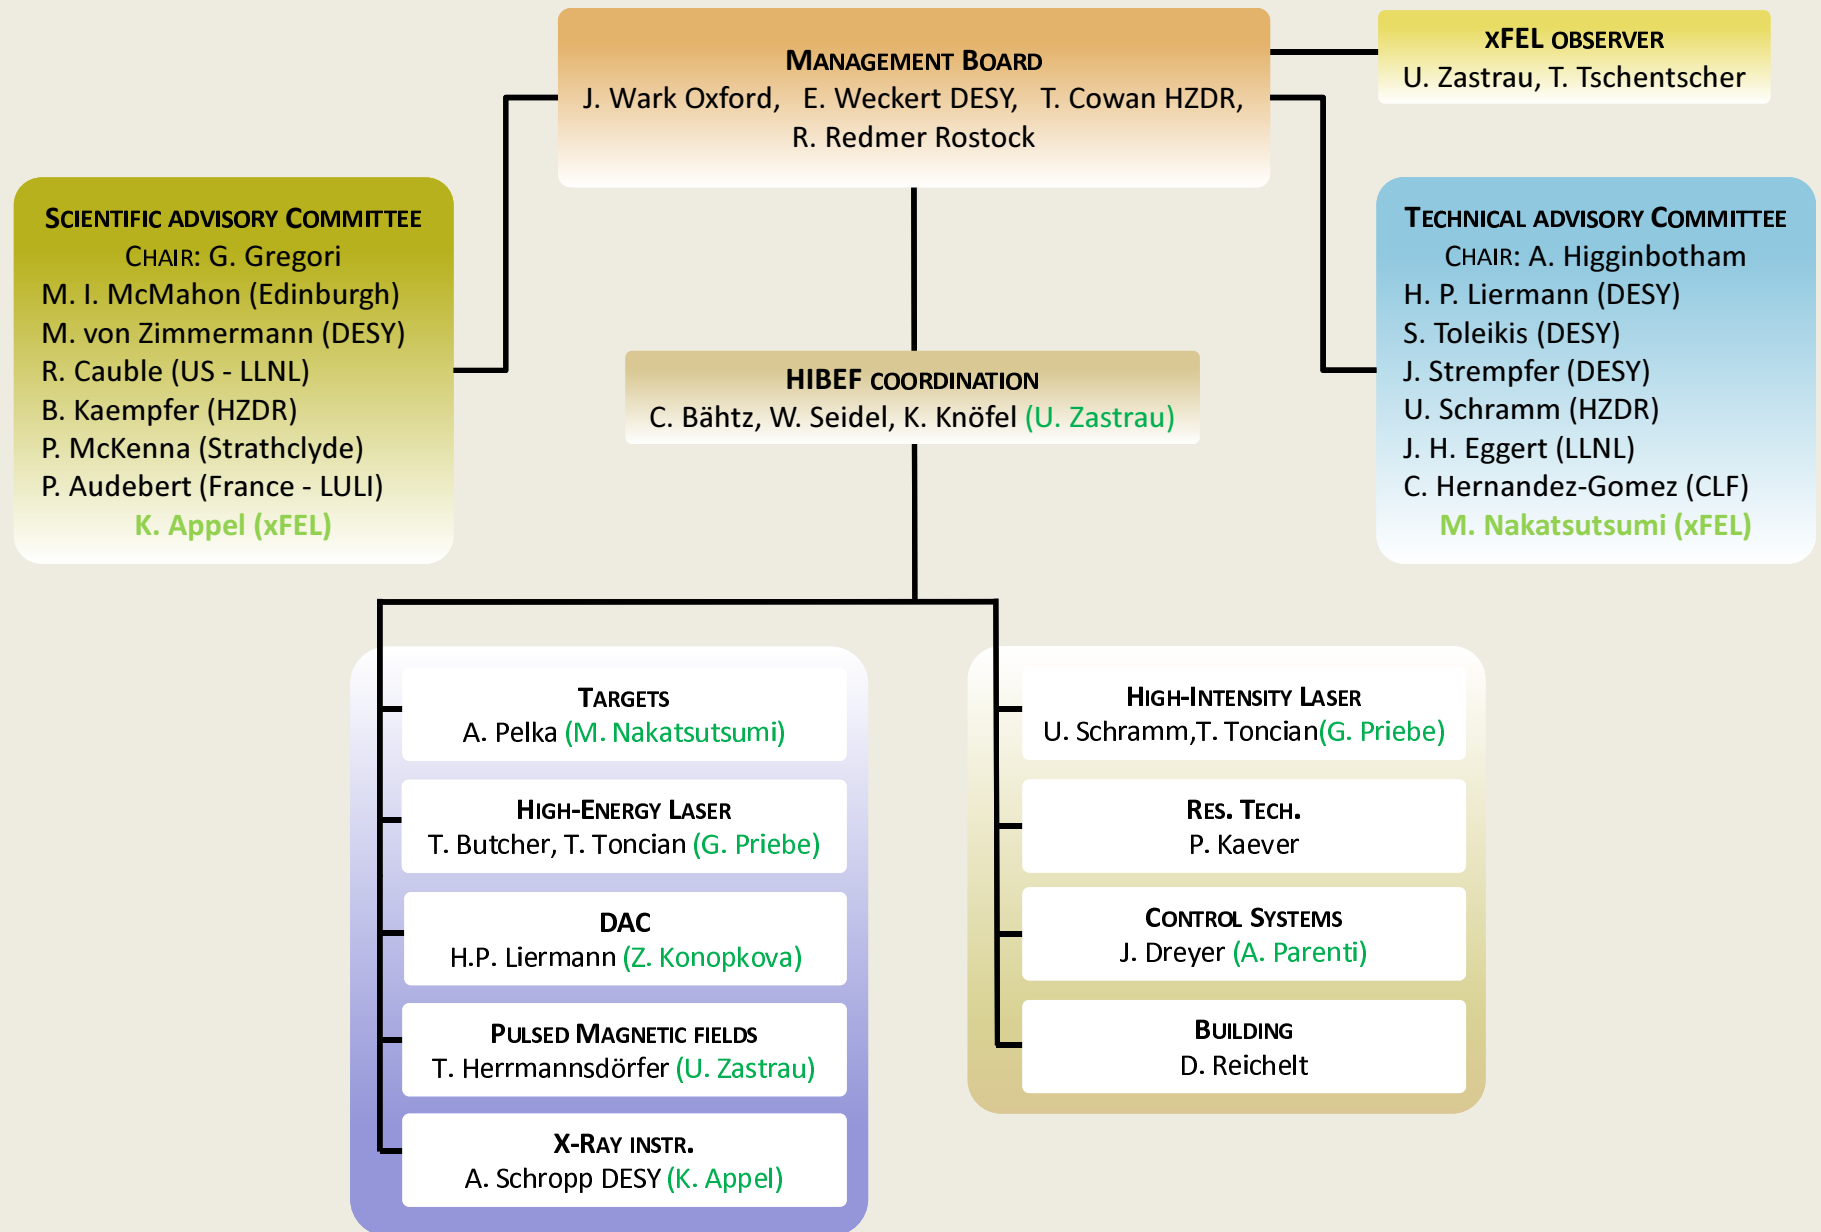 MANAGEMENT BOARD
J. Wark Oxford, E. Weckert DESY, T. Cowan HZDR,
R. Redmer Rostock
XFEL OBSERVER
U. Zastrau, T. Tschentscher
SCIENTIFIC ADVISORY COMMITTEE
CHAIR: G. Gregori
M. I. McMahon (Edinburgh)
M. von Zimmermann (DESY)
R. Cauble (US - LLNL)
B. Kaempfer (HZDR)
P. McKenna (Strathclyde)
P. Audebert (France - LULI)
K. Appel (xFEL)
TECHNICAL ADVISORY COMMITTEE
CHAIR: A. Higginbotham
H. P. Liermann (DESY)
S. Toleikis (DESY)
J. Strempfer (DESY)
U. Schramm (HZDR)
J. H. Eggert (LLNL)
C. Hernandez-Gomez (CLF)
M. Nakatsutsumi (xFEL)
HIBEF COORDINATION
C. Bähtz, W. Seidel, K. Knöfel (U. Zastrau)
TARGETS
A. Pelka (M. Nakatsutsumi)
HIGH-ENERGY LASER
T. Butcher, T. Toncian (G. Priebe)
DAC
H.P. Liermann (Z. Konopkova)
PULSED MAGNETIC FIELDS
T. Herrmannsdörfer (U. Zastrau)
X-RAY INSTR.
A. Schropp DESY (K. Appel)
HIGH-INTENSITY LASER
U. Schramm,T. Toncian(G. Priebe)
RES. TECH.
P. Kaever
CONTROL SYSTEMS
J. Dreyer (A. Parenti)
BUILDING
D. Reichelt